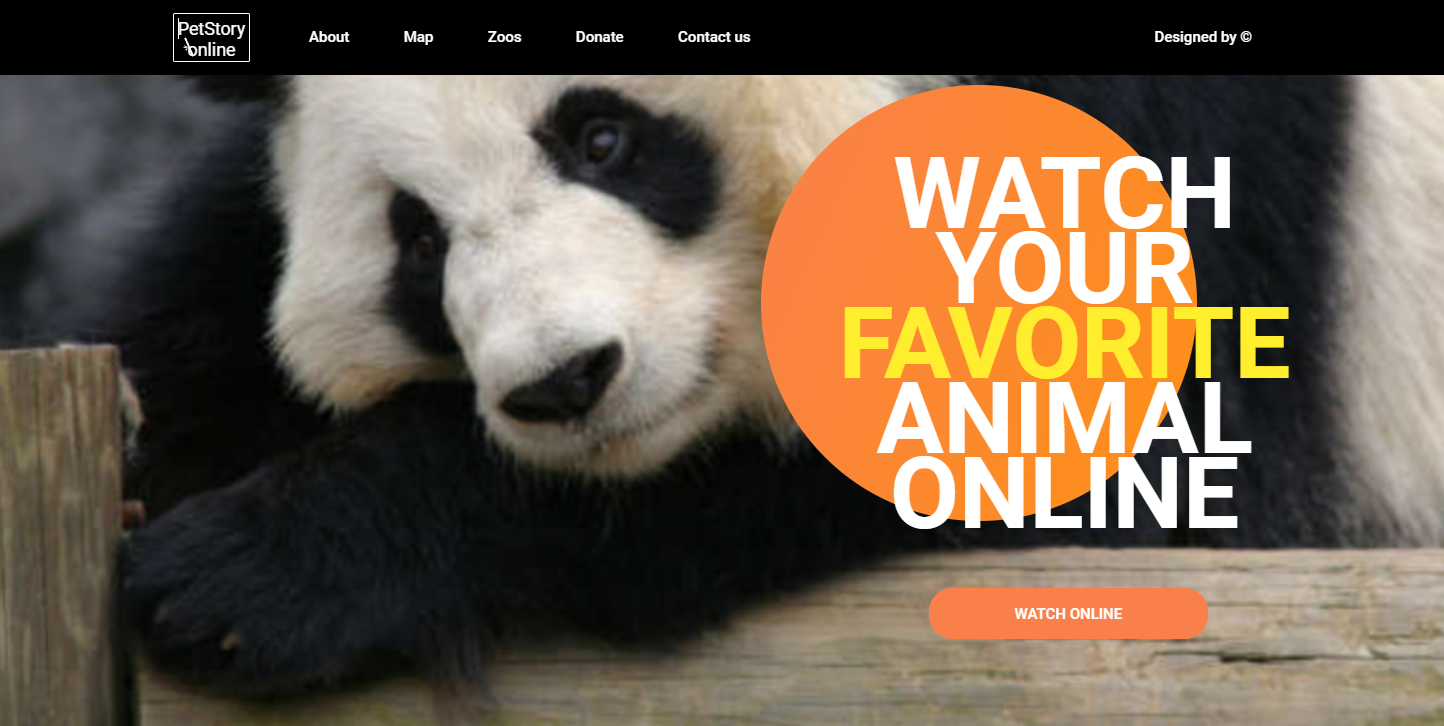 PetStory
online
About
Map
Zoos
Donate
Contact us
Designed by ©
WATCH
YOUR
FAVORITE
ANIMAL
ONLINE
WATCH ONLINE